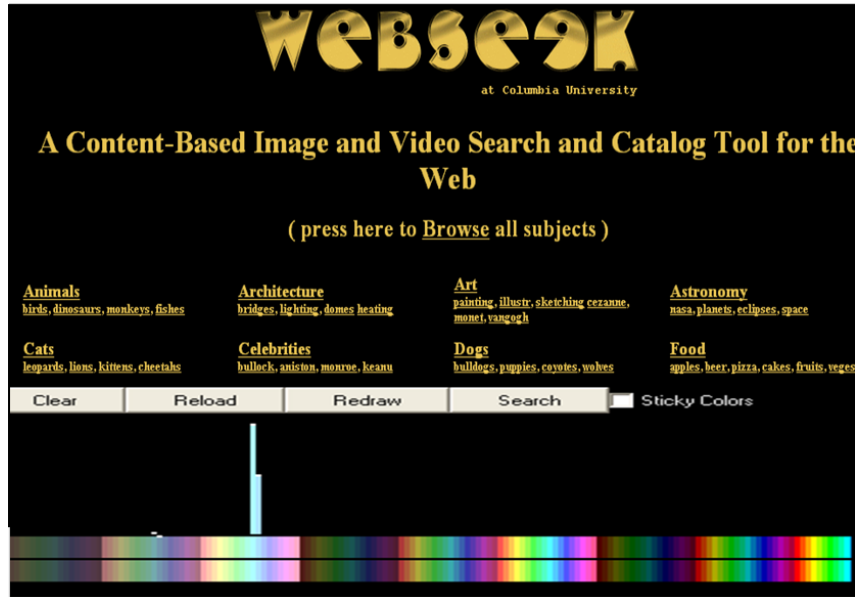 WebSeek
at Columbia University
A Content-Based Image and Video Search and Catalog Tool for the
Web
( press here to Browse all subjects )
Animals
birds, dinosaurs, monkeys, fishes
Architecture
bridges, lighting, domes heating
Art
painting, illustr, sketching cezanne,
monet, vangogh
Astronomy
nasa, planets, eclipses, space
Cats
leopards, lions, kittens, cheetahs
Celebrities
bullock, aniston, monroe, keanu
Dogs
bulldogs, puppies, coyotes, wolves
Food
apples, beer, pizza, cakes, fruits, veges
Clear Reload Redraw Search Sticky Colors